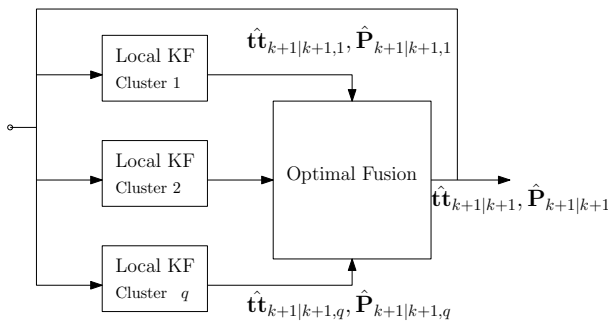 Local KF
Cluster 1
t̂t_{k+1|k+1,1}, P̂_{k+1|k+1,1}
Local KF
Cluster 2
Optimal Fusion
t̂t_{k+1|k+1}, P̂_{k+1|k+1}
Local KF
Cluster q
t̂t_{k+1|k+1,q}, P̂_{k+1|k+1,q}